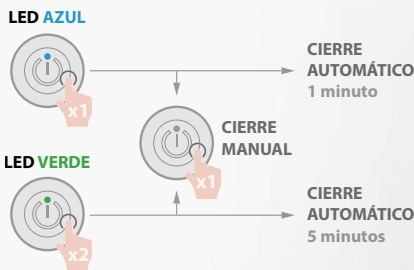 LED AZUL
x1
CIERRE
AUTOMÁTICO
1 minuto
CIERRE
MANUAL
x1
LED VERDE
x2
CIERRE
AUTOMÁTICO
5 minutos